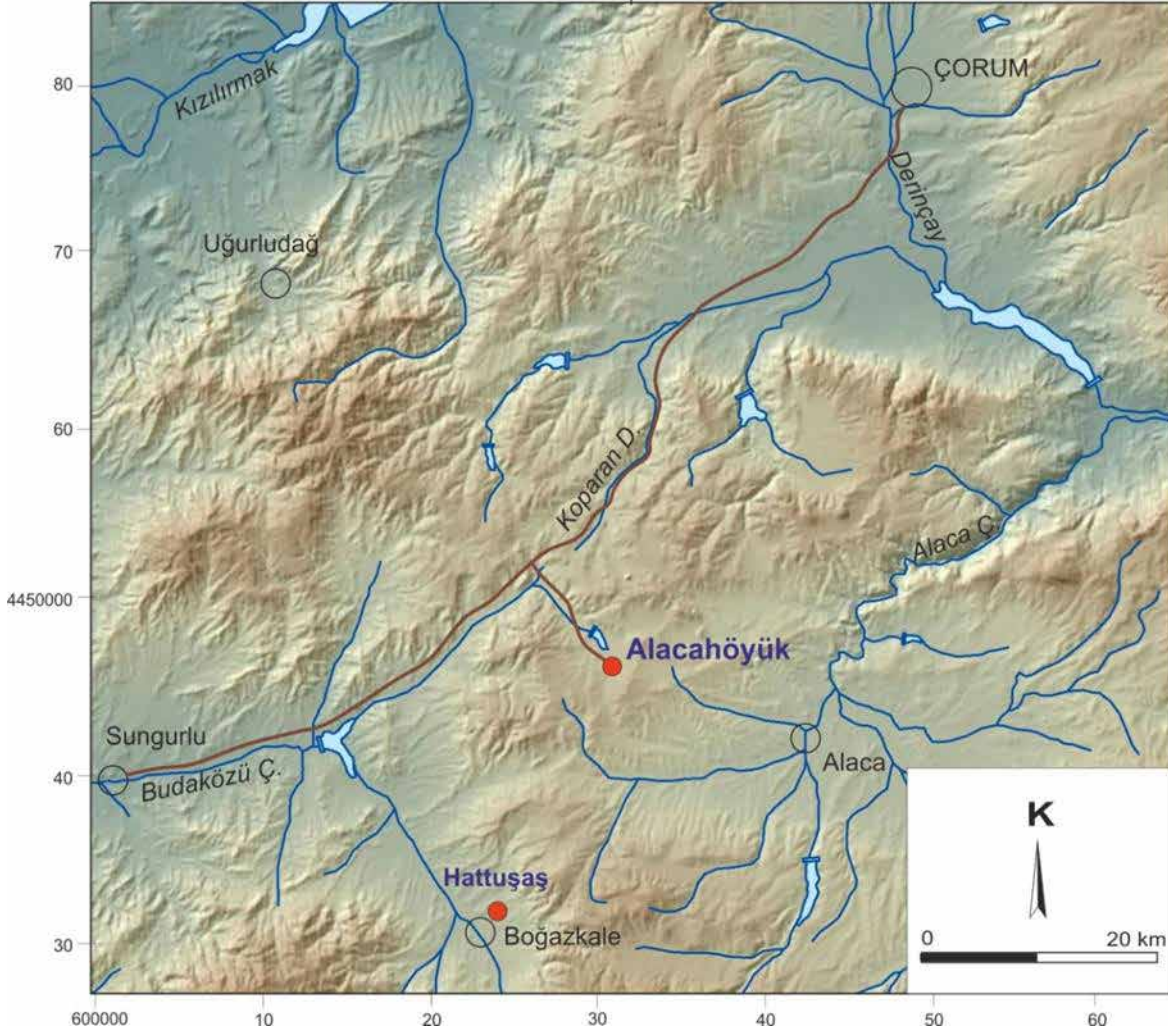 80
ÇORUM
Kızılırmak
Derinçay
Uğurludağ
70
60
Koparan D.
Alaca Ç.
4450000
Alacahöyük
Sungurlu
Budaközü Ç.
40
Alaca
K
Hattuşaş
Boğazkale
30
0 20 km
600000 10 20 30 40 50 60